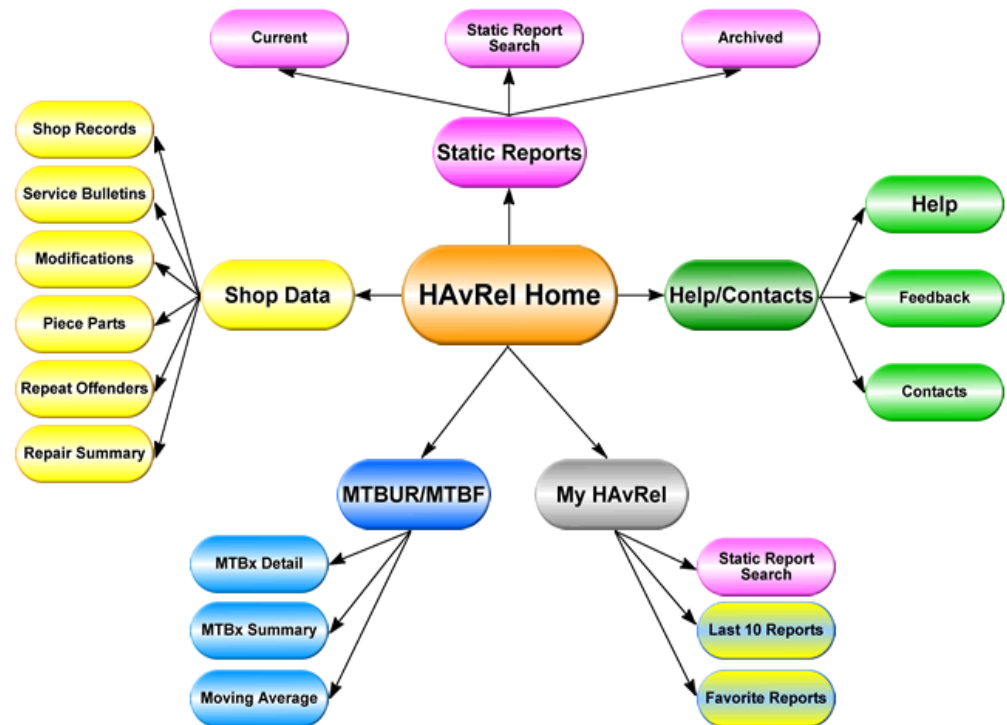 Current
Static Report
Search
Archived
Static Reports
Shop Records
Service Bulletins
Modifications
Piece Parts
Repeat Offenders
Repair Summary
Shop Data
HAvRel Home
Help/Contacts
Help
Feedback
Contacts
MTBUR/MTBF
My HAvRel
MTBx Detail
MTBx Summary
Moving Average
Static Report
Search
Last 10 Reports
Favorite Reports